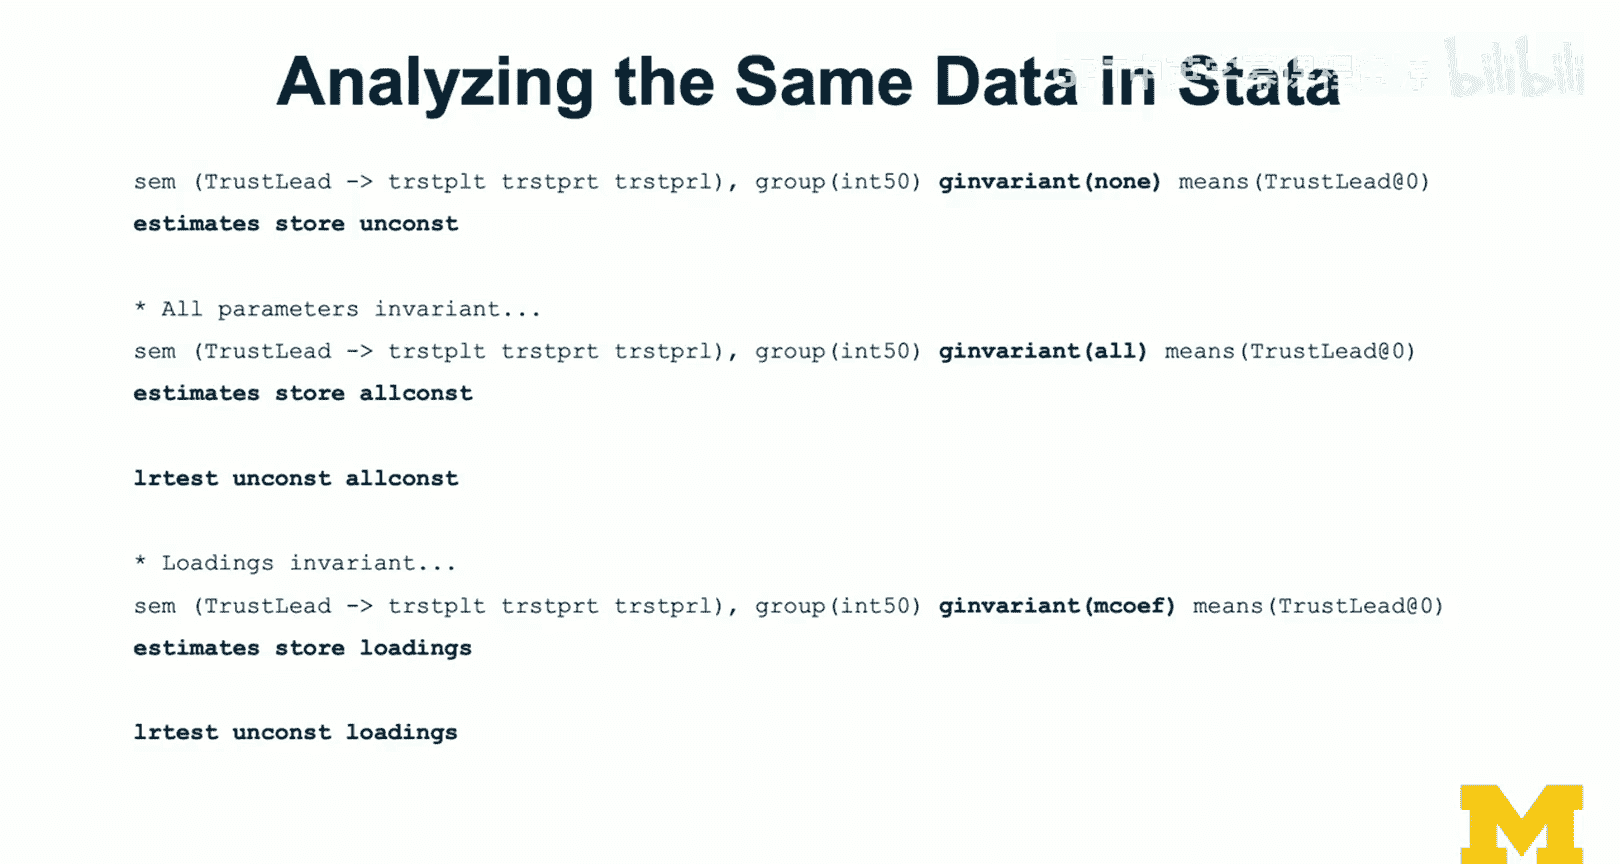 Analyzing the Same Data in Stata
bilibili
sem (TrustLead -> trstplt trstprt trstprl), group(int50) ginvariant(none) means(TrustLead@0)
estimates store unconst
* All parameters invariant...
sem (TrustLead -> trstplt trstprt trstprl), group(int50) ginvariant(all) means(TrustLead@0)
estimates store allconst
lrtest unconst allconst
* Loadings invariant...
sem (TrustLead -> trstplt trstprt trstprl), group(int50) ginvariant(mcoef) means(TrustLead@0)
estimates store loadings
lrtest unconst loadings
M